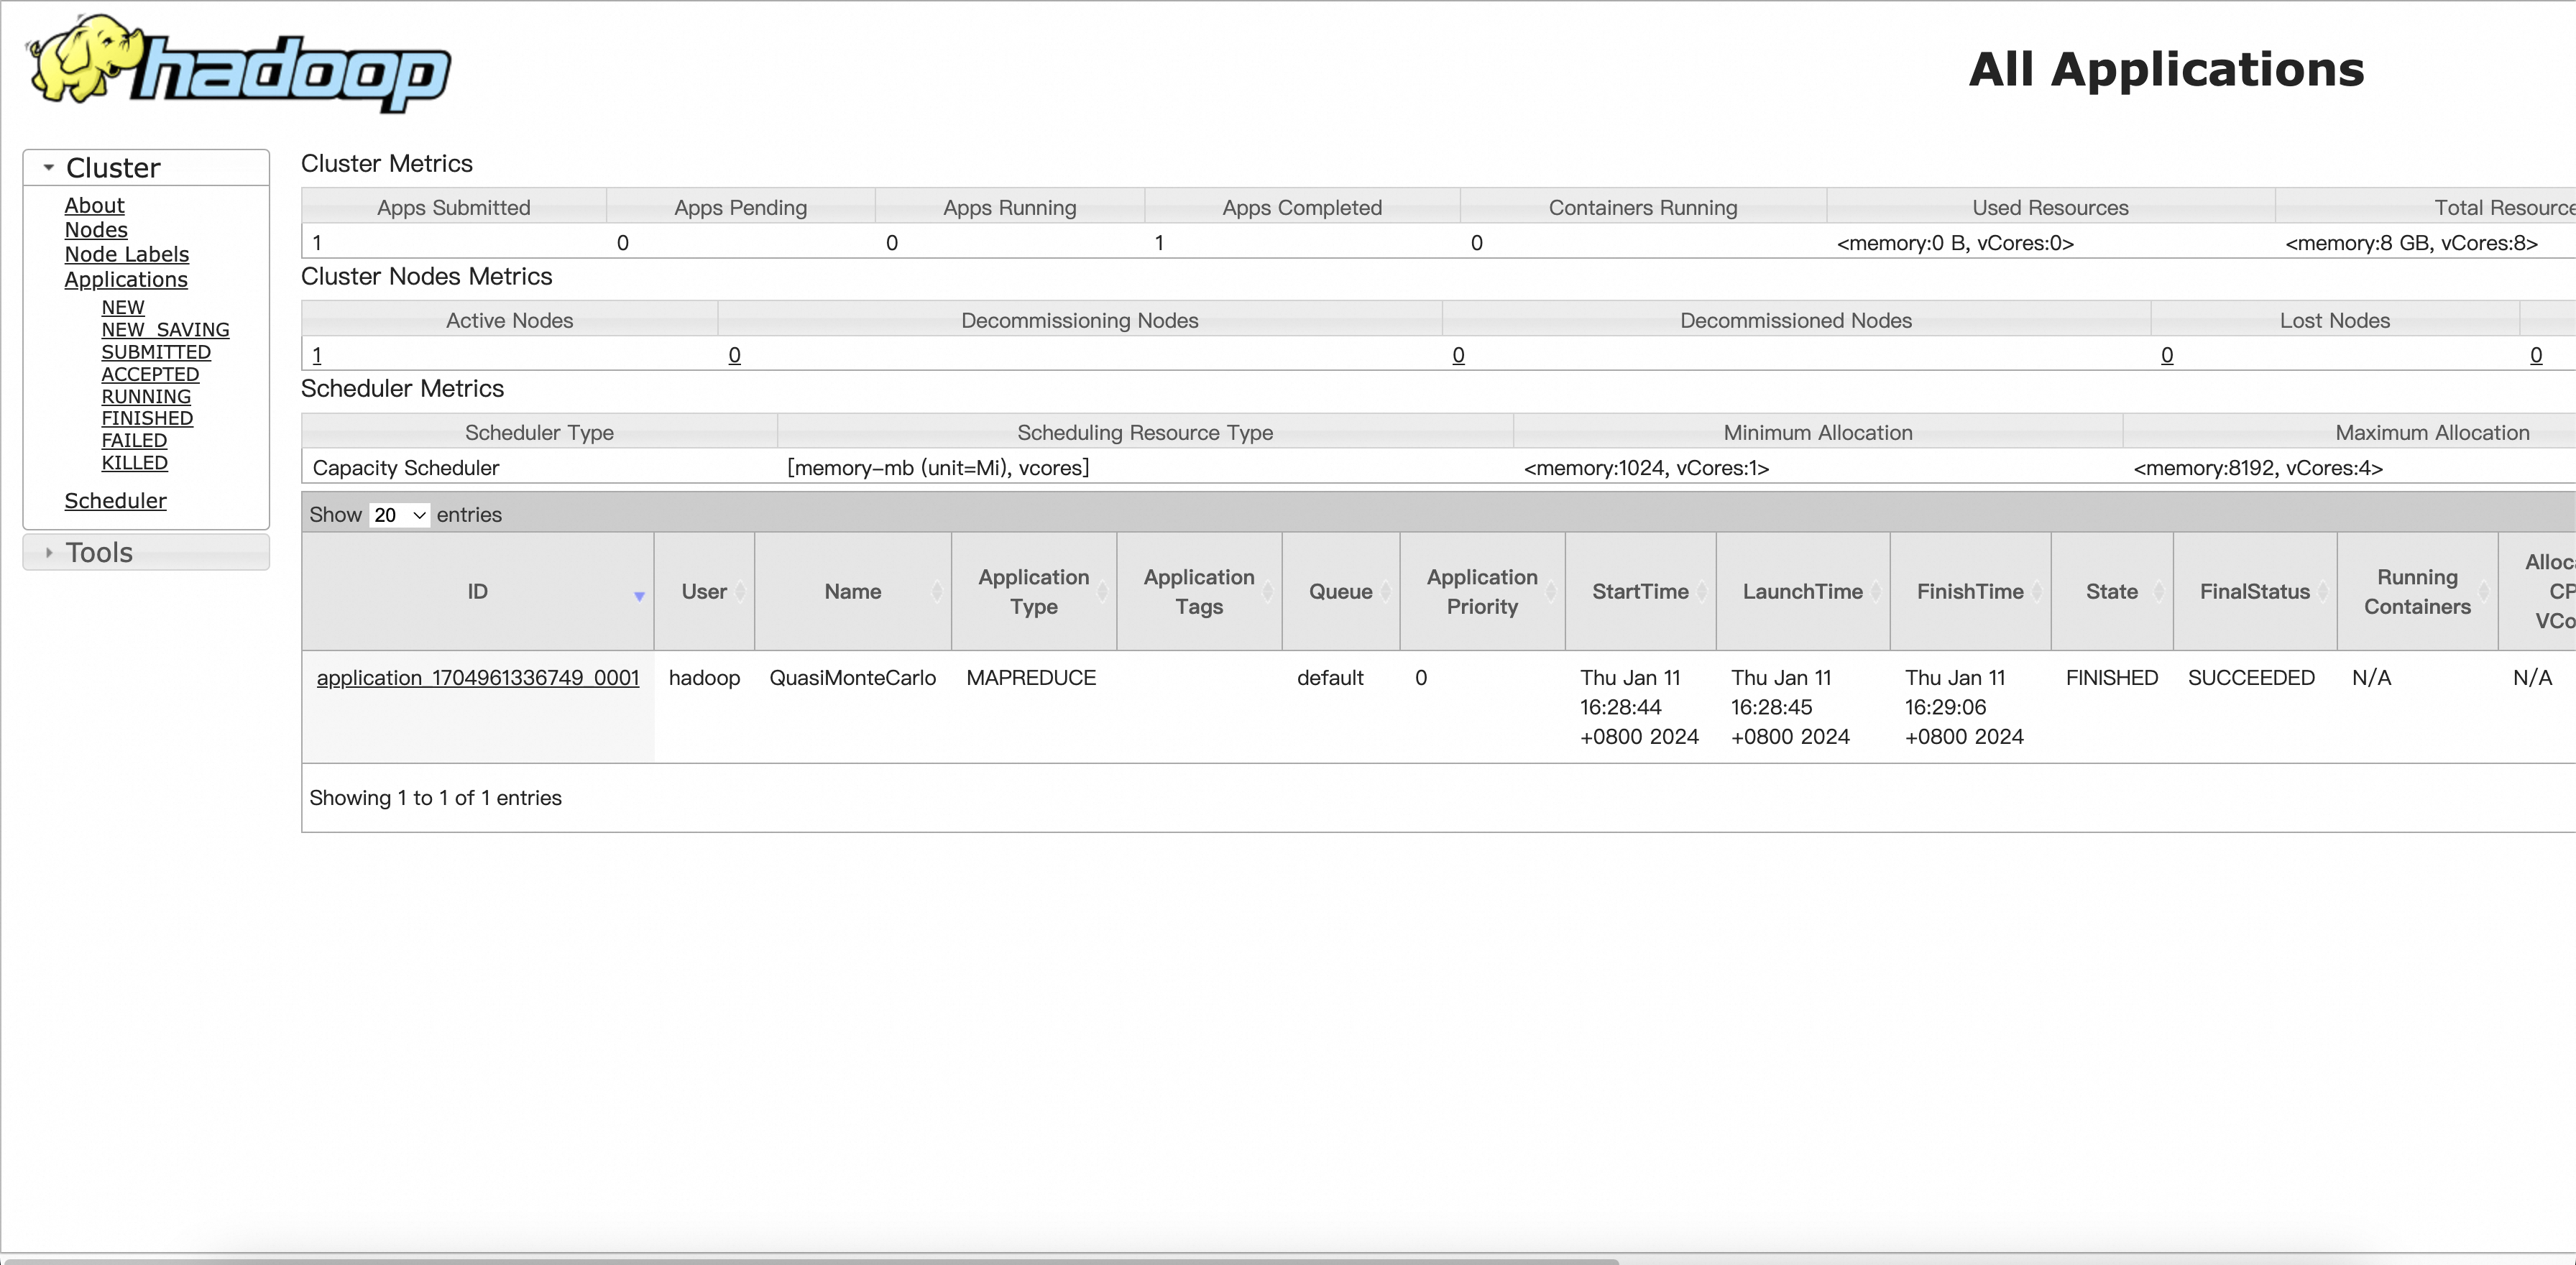 hadoop
All Applications
Cluster
About
Nodes
Node Labels
Applications
NEW
NEW_SAVING
SUBMITTED
ACCEPTED
RUNNING
FINISHED
FAILED
KILLED
Scheduler
Tools
Cluster Metrics
Apps Submitted Apps Pending Apps Running Apps Completed Containers Running Used Resources Total Resource
1 0 0 1 0 <memory:0 B, vCores:0> <memory:8 GB, vCores:8>
Cluster Nodes Metrics
Active Nodes Decommissioning Nodes Decommissioned Nodes Lost Nodes
1 0 0 0 0
Scheduler Metrics
Scheduler Type Scheduling Resource Type Minimum Allocation Maximum Allocation
Capacity Scheduler [memory-mb (unit=Mi), vcores] <memory:1024, vCores:1> <memory:8192, vCores:4>
Show 20 entries
ID User Name Application Type Application Tags Queue Application Priority StartTime LaunchTime FinishTime State FinalStatus Running Containers Alloc CP VCo
application_1704961336749_0001 hadoop QuasiMonteCarlo MAPREDUCE default 0 Thu Jan 11 16:28:44 +0800 2024 Thu Jan 11 16:28:45 +0800 2024 Thu Jan 11 16:29:06 +0800 2024 FINISHED SUCCEEDED N/A N/A
Showing 1 to 1 of 1 entries